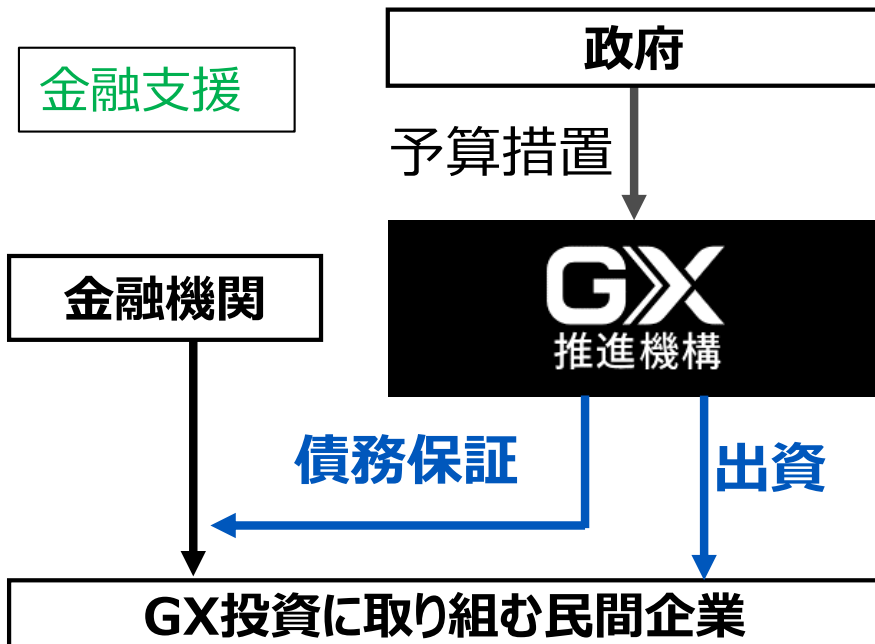 政府
金融支援
予算措置
金融機関
GX
推進機構
債務保証
出資
GX投資に取り組む民間企業